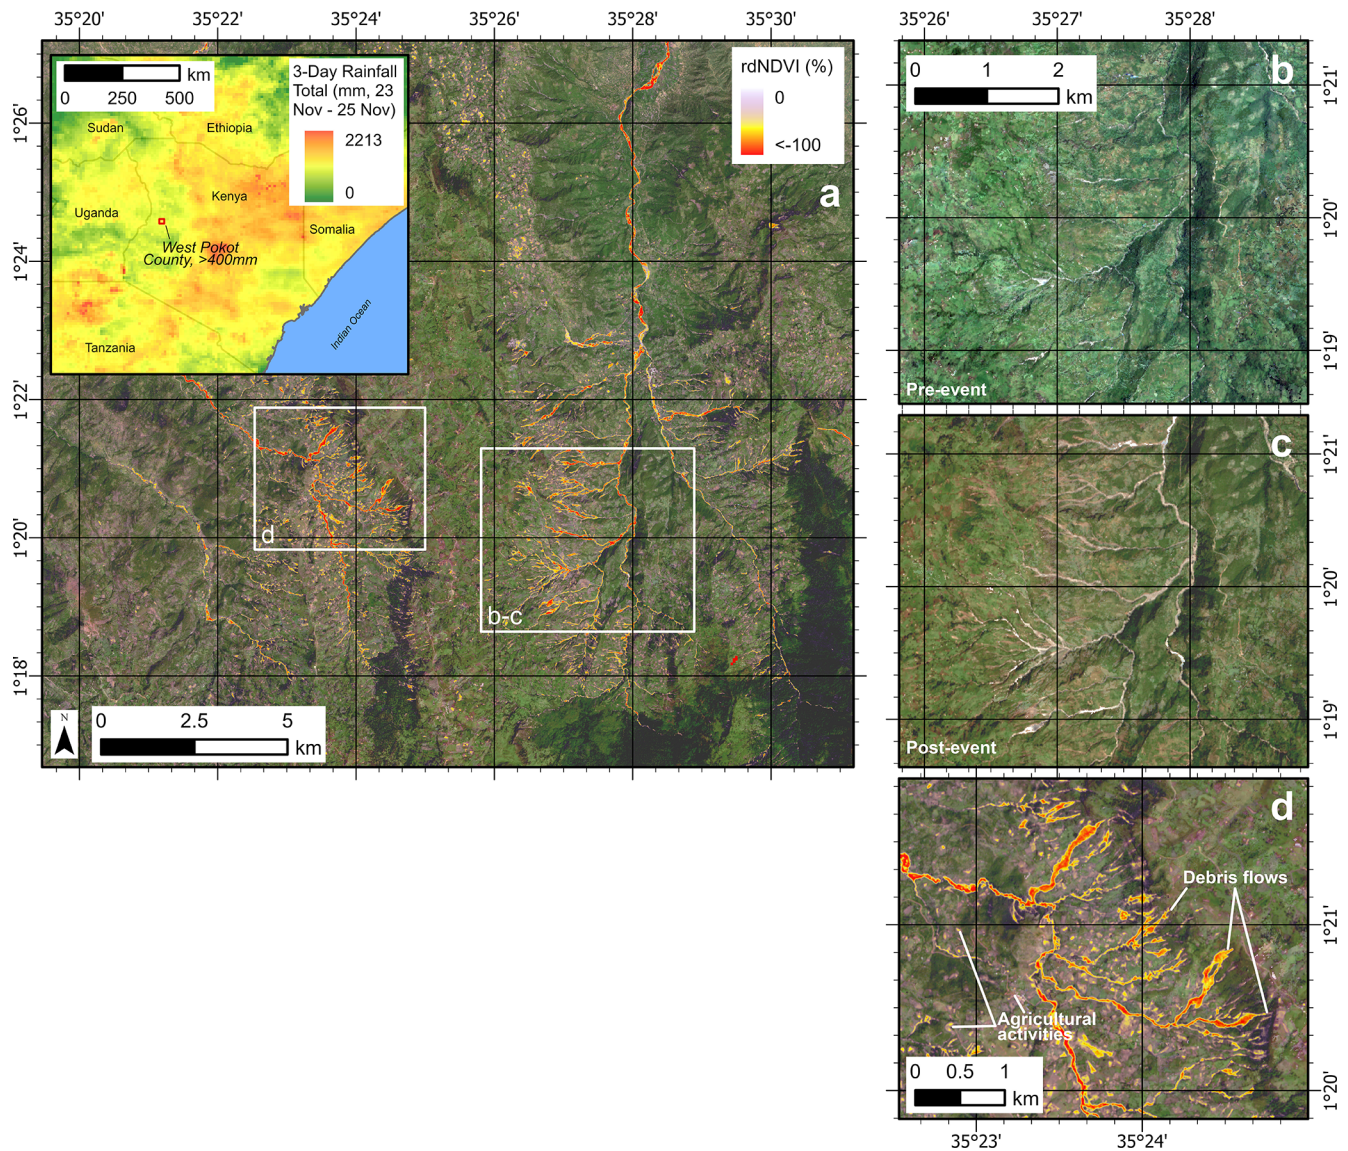 35°20' 35°22' 35°24' 35°26' 35°28' 35°30'
1°26'
1°24'
1°22'
1°20'
1°18'
km
0 250 500
3-Day Rainfall
Total (mm, 23
Nov - 25 Nov)
2213
0
Sudan
Ethiopia
Kenya
Uganda
Somalia
West Pokot
County, >400mm
Tanzania
Indian Ocean
rdNDVI (%)
0
<-100
a
d
b-c
N
0 2.5 5
km
35°26' 35°27' 35°28'
0 1 2
km
b
1°21'
1°20'
1°19'
Pre-event
c
1°21'
1°20'
1°19'
Post-event
d
Debris flows
Agricultural
activities
1°21'
1°20'
0 0.5 1
km
35°23' 35°24'